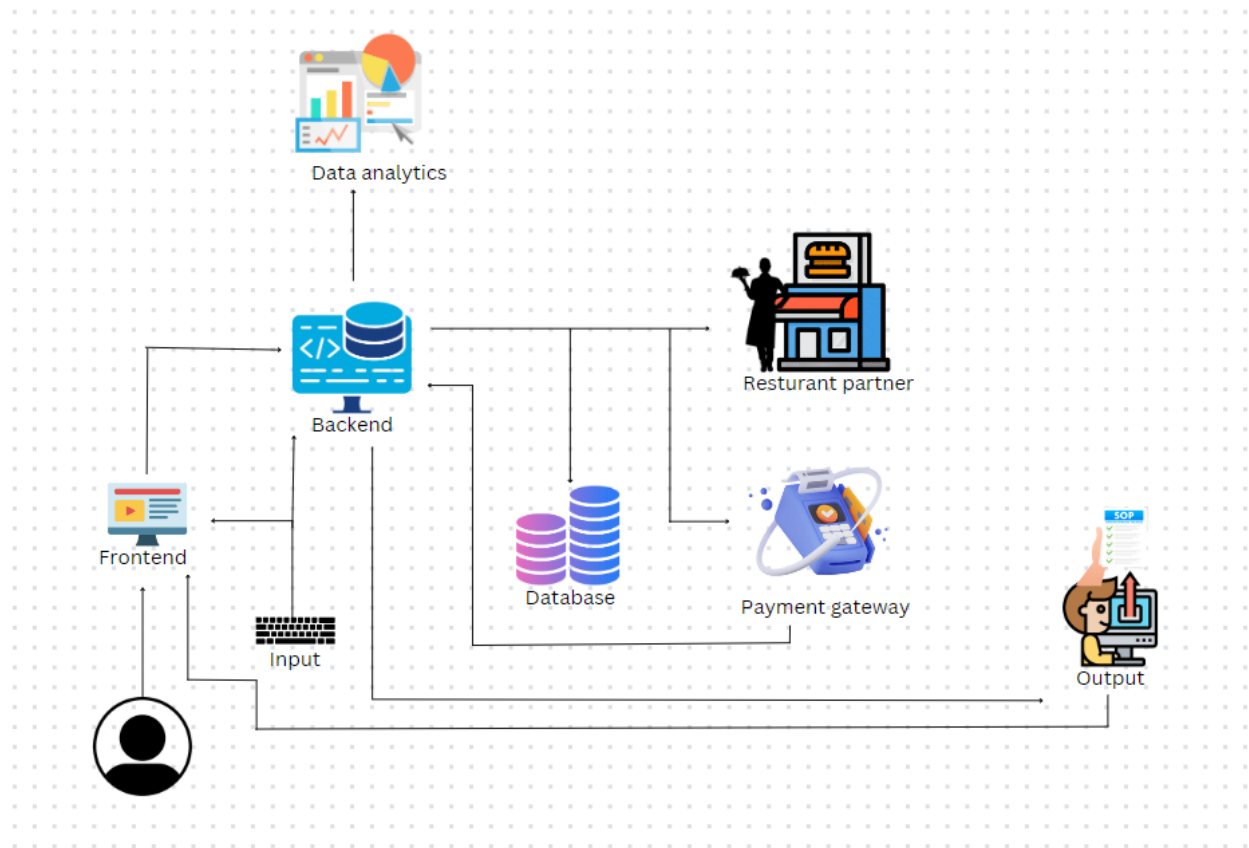 Data analytics
Resturant partner
Backend
SOP
Frontend
Database
Payment gateway
Input
Output